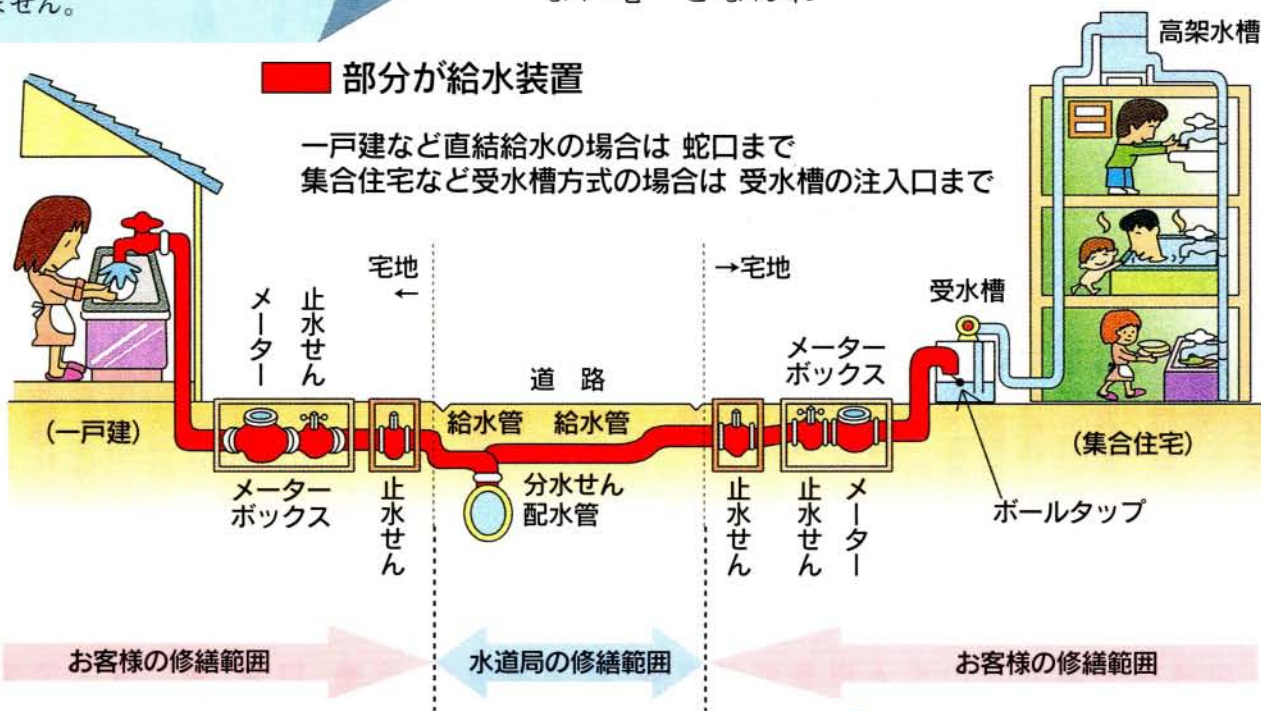 ません。
部分が給水装置
一戸建など直結給水の場合は 蛇口まで
集合住宅など受水槽方式の場合は 受水槽の注入口まで
高架水槽
宅地
←
→宅地
受水槽
メーター
止水せん
道 路
メーター
ボックス
(一戸建)
給水管 給水管
(集合住宅)
メーター
ボックス
止水せん
分水せん
配水管
止水せん
止水せん
メーター
ボールタップ
お客様の修繕範囲
水道局の修繕範囲
お客様の修繕範囲